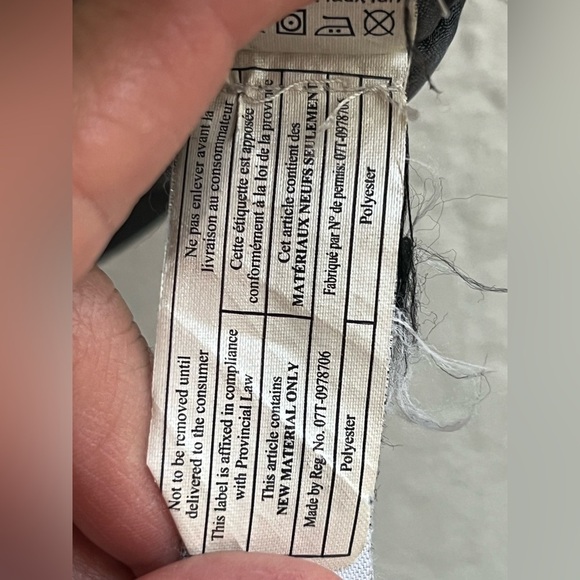 Not to be removed until
delivered to the consumer
This label is affixed in compliance
with Provincial Law
This article contains
NEW MATERIAL ONLY
Made by Reg. No. 07T-0978706
Polyester
Ne pas enlever avant la
livraison au consommateur
Cette étiquette est apposée
conformément à la loi de la province
Cet article contient des
MATÉRIAUX NEUFS SEULEMENT
Fabriqué par N° de permis: 07T-0978706
Polyester